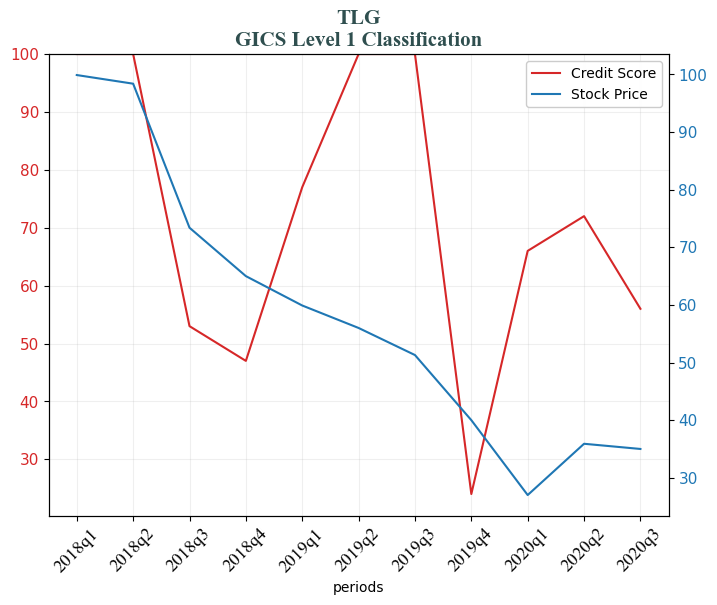 TLG
GICS Level 1 Classification
Credit Score
Stock Price
100
90
80
70
60
50
40
30
100
90
80
70
60
50
40
30
2018q1
2018q2
2018q3
2018q4
2019q1
2019q2
2019q3
2019q4
2020q1
2020q2
2020q3
periods